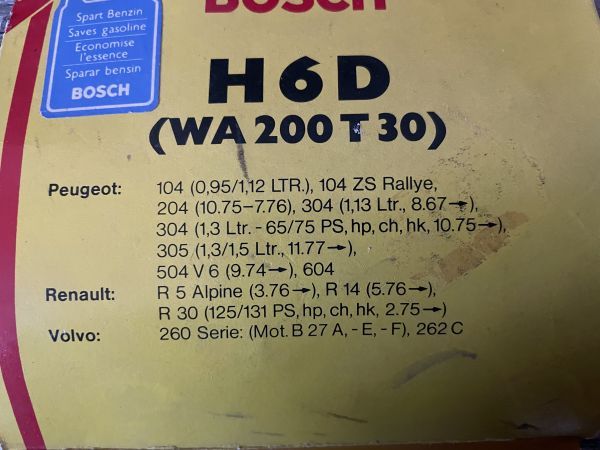 BOSCH
Spart Benzin
Saves gasoline
Economise
l'essence
Sparar bensin
BOSCH
H6D
(WA 200 T 30)
Peugeot: 104 (0,95/1,12 LTR.), 104 ZS Rallye,
204 (10.75–7.76), 304 (1,13 Ltr., 8.67→),
304 (1,3 Ltr. - 65/75 PS, hp, ch, hk, 10.75→),
305 (1,3/1,5 Ltr., 11.77→),
504 V 6 (9.74→), 604
Renault: R 5 Alpine (3.76→), R 14 (5.76→),
R 30 (125/131 PS, hp, ch, hk, 2.75→)
Volvo: 260 Serie: (Mot. B 27 A, - E, - F), 262 C